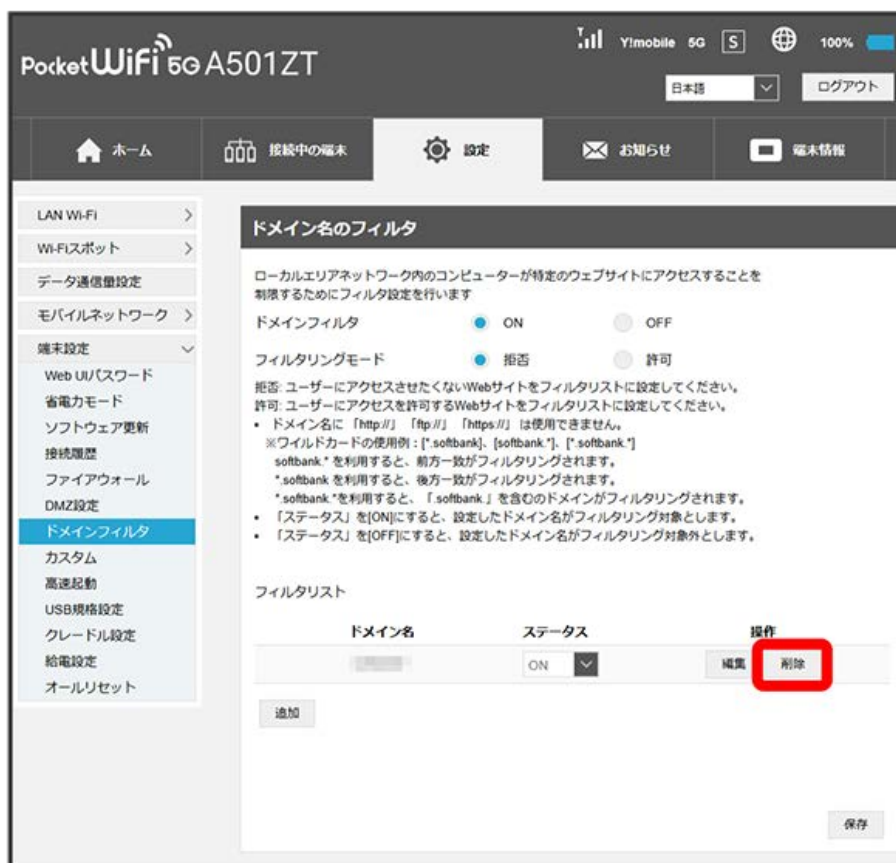 Pocket WiFi 5G A501ZT
Y!mobile 5G S 100%
日本語 ログアウト
ホーム 接続中の端末 設定 お知らせ 端末情報
LAN Wi-Fi
Wi-Fiスポット
データ通信量設定
モバイルネットワーク
端末設定
Web UIパスワード
省電力モード
ソフトウェア更新
接続履歴
ファイアウォール
DMZ設定
ドメインフィルタ
カスタム
高速起動
USB規格設定
クレードル設定
給電設定
オールリセット
ドメイン名のフィルタ
ローカルエリアネットワーク内のコンピューターが特定のウェブサイトにアクセスすることを
制限するためにフィルタ設定を行います
ドメインフィルタ ON OFF
フィルタリングモード 拒否 許可
拒否: ユーザーにアクセスさせたくないWebサイトをフィルタリストに設定してください。
許可: ユーザーにアクセスを許可するWebサイトをフィルタリストに設定してください。
• ドメイン名に 「http://」 「ftp://」 「https://」 は使用できません。
※ワイルドカードの使用例 : [*.softbank]、[softbank.*]、[*.softbank.*]
softbank.* を利用すると、前方一致がフィルタリングされます。
*.softbank を利用すると、後方一致がフィルタリングされます。
*.softbank.*を利用すると、「.softbank.」を含むのドメインがフィルタリングされます。
• 「ステータス」を[ON]にすると、設定したドメイン名がフィルタリング対象とします。
• 「ステータス」を[OFF]にすると、設定したドメイン名がフィルタリング対象外とします。
フィルタリスト
ドメイン名 ステータス 操作
ON 編集 削除
追加
保存